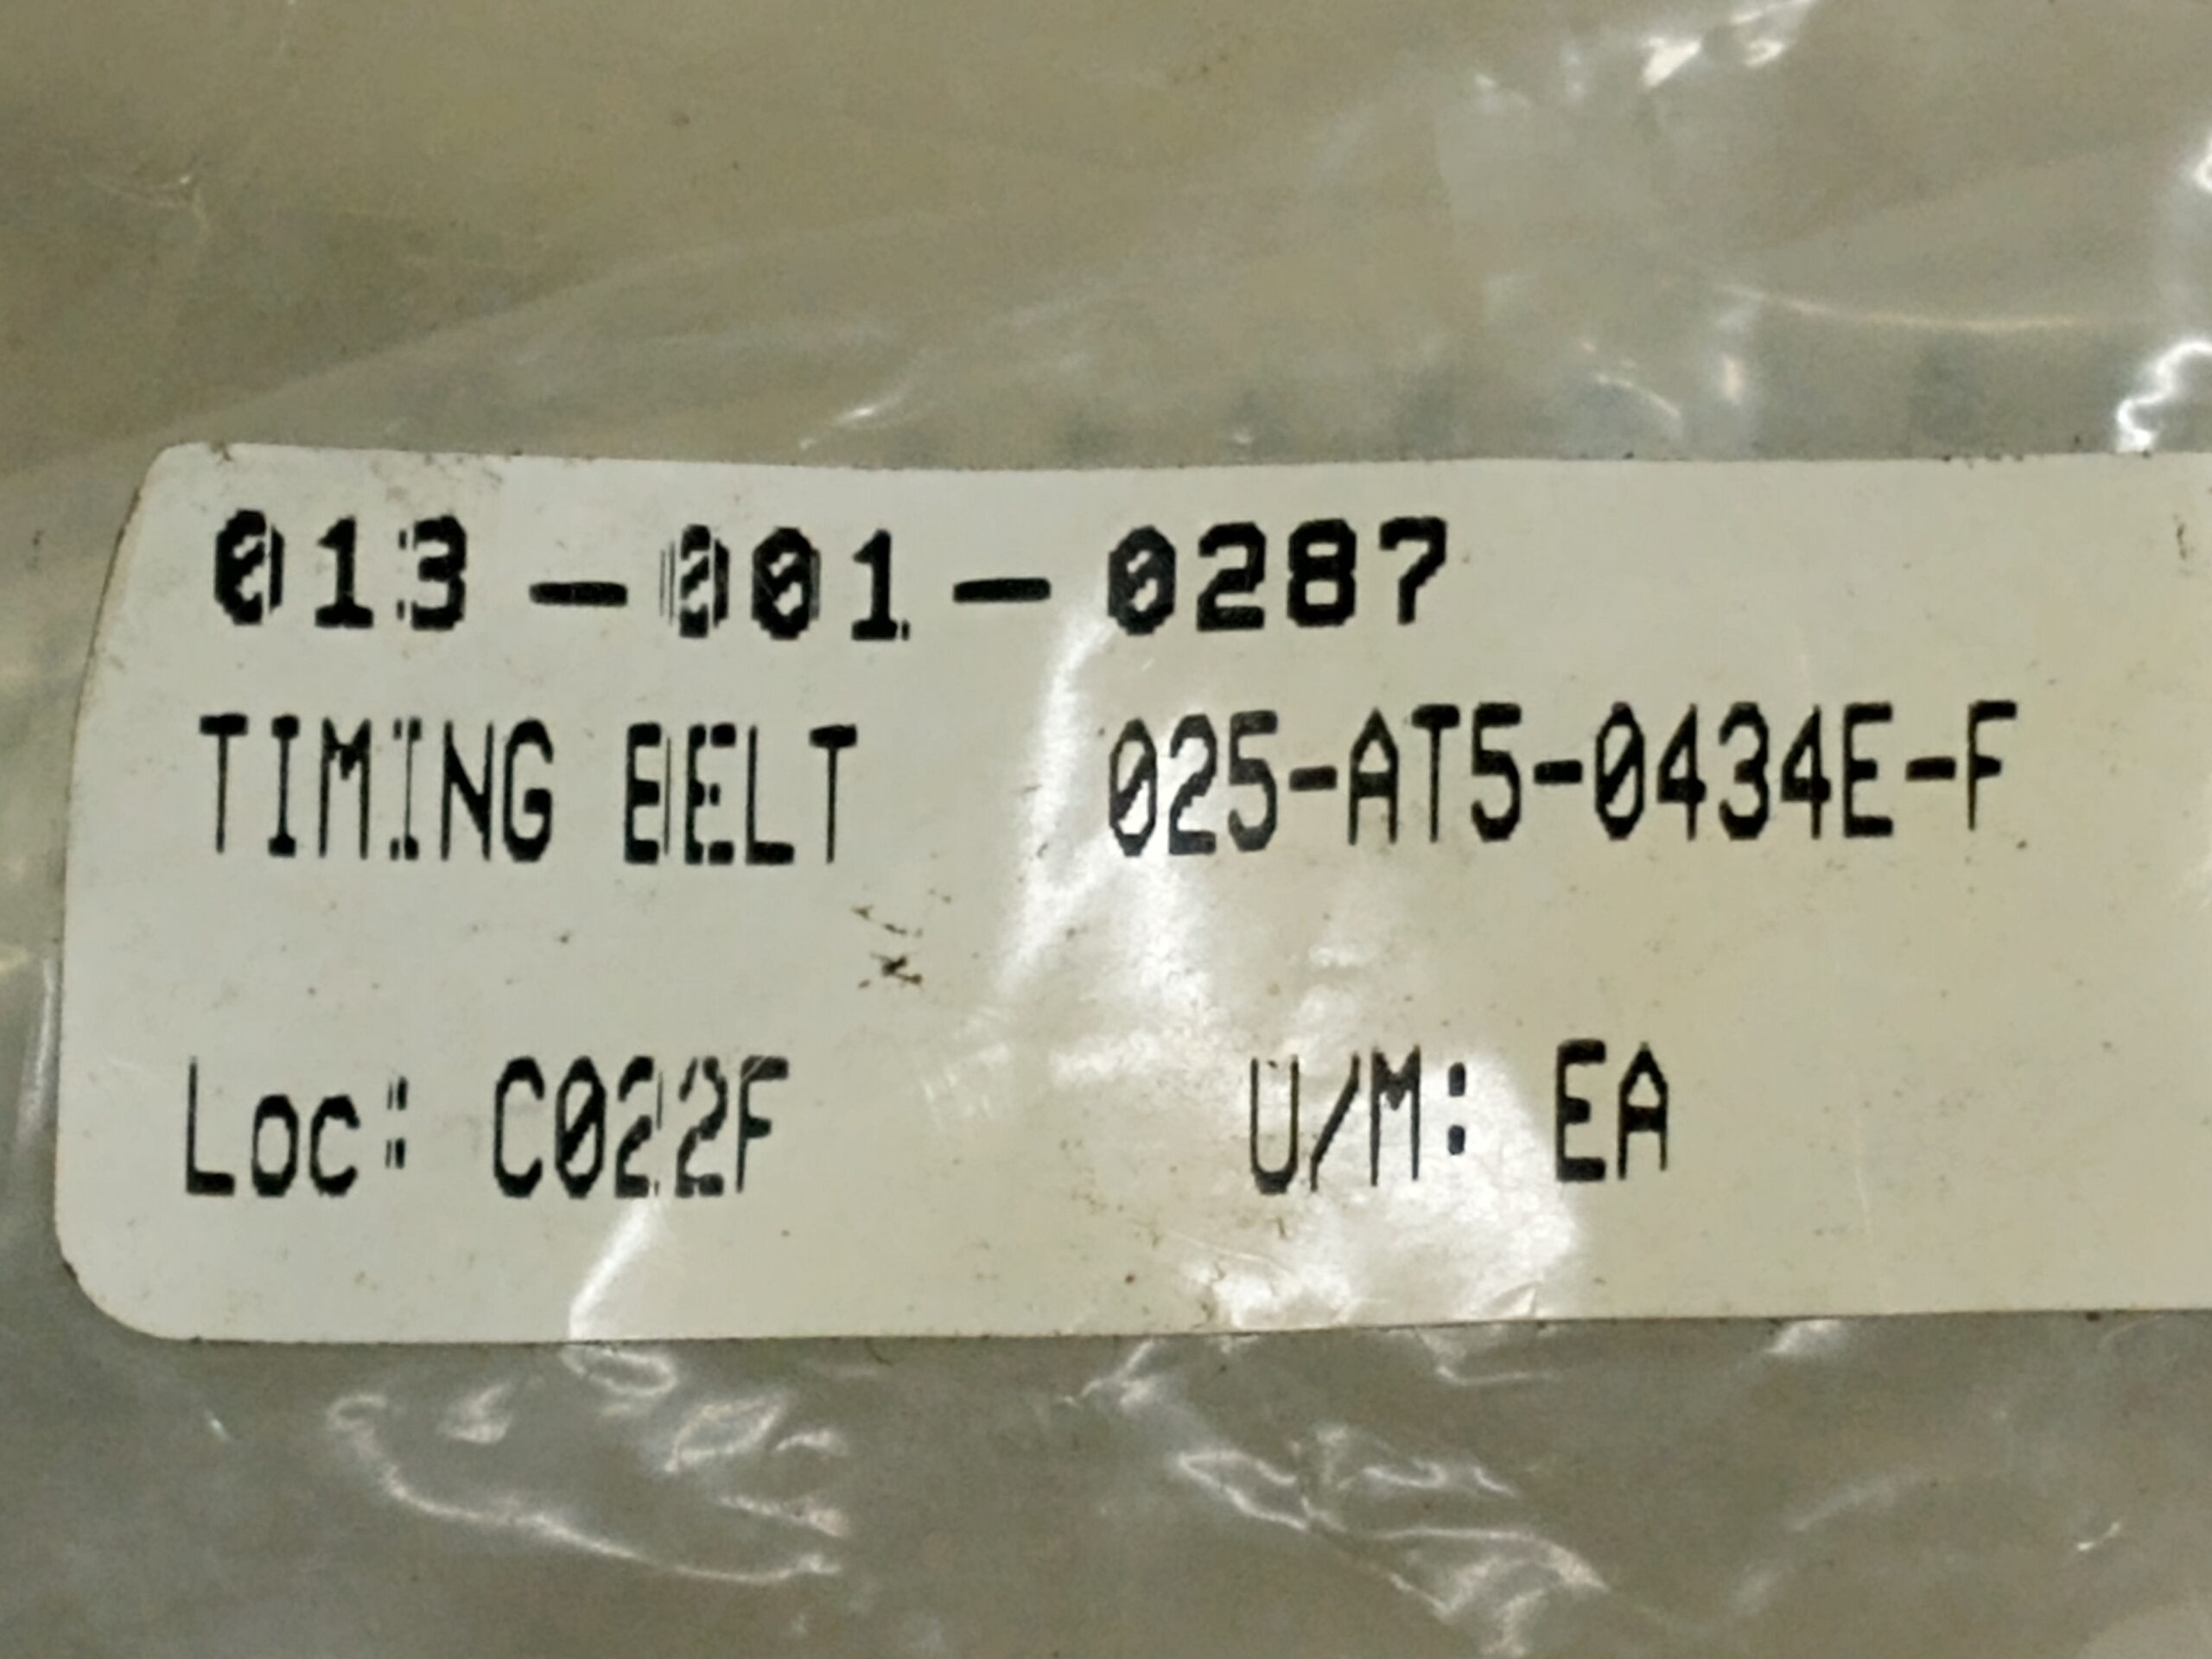 013-001-0287
TIMING BELT 025-AT5-0434E-F
Loc: C022F U/M: EA